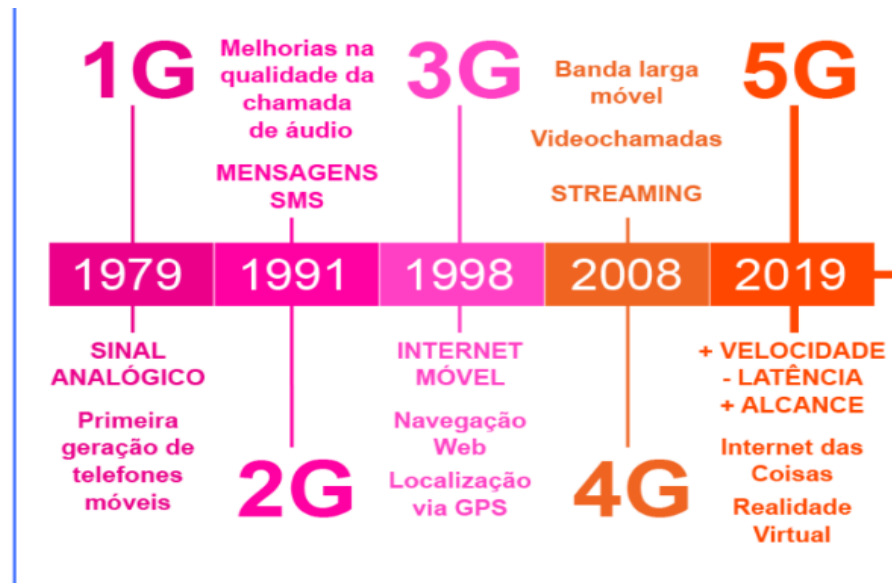 1G
Melhorias na
qualidade da
chamada
de áudio
MENSAGENS
SMS
3G
Banda larga
móvel
Videochamadas
STREAMING
5G
1979
1991
1998
2008
2019
SINAL
ANALÓGICO
Primeira
geração de
telefones
móveis
2G
INTERNET
MÓVEL
Navegação
Web
Localização
via GPS
4G
+ VELOCIDADE
- LATÊNCIA
+ ALCANCE
Internet das
Coisas
Realidade
Virtual